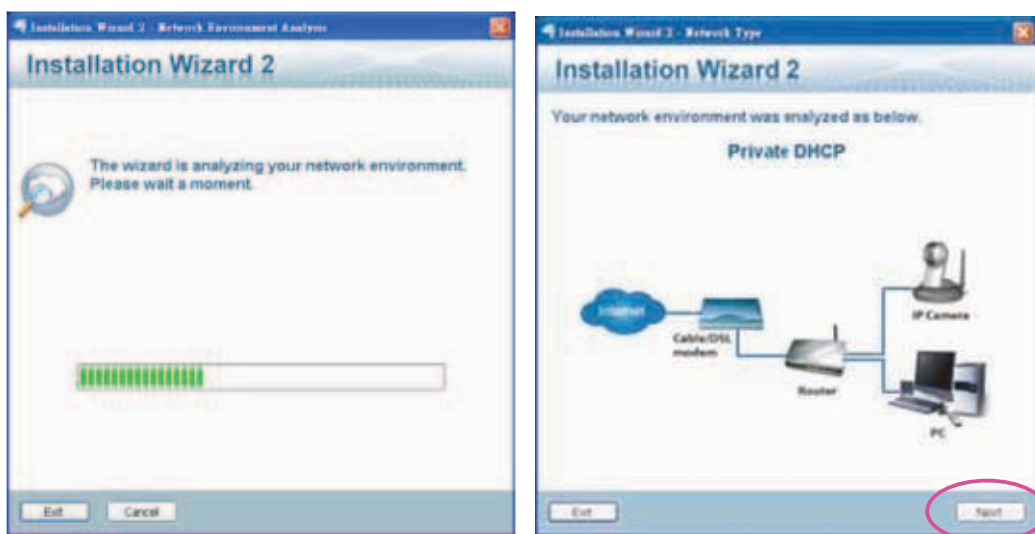 Installation Wizard 2 - Network Environment Analysis
Installation Wizard 2
The wizard is analyzing your network environment.
Please wait a moment.
Exit
Cancel
Installation Wizard 2 - Network Type
Installation Wizard 2
Your network environment was analyzed as below.
Private DHCP
Internet
Cable/DSL
modem
Router
IP Camera
PC
Exit
Next